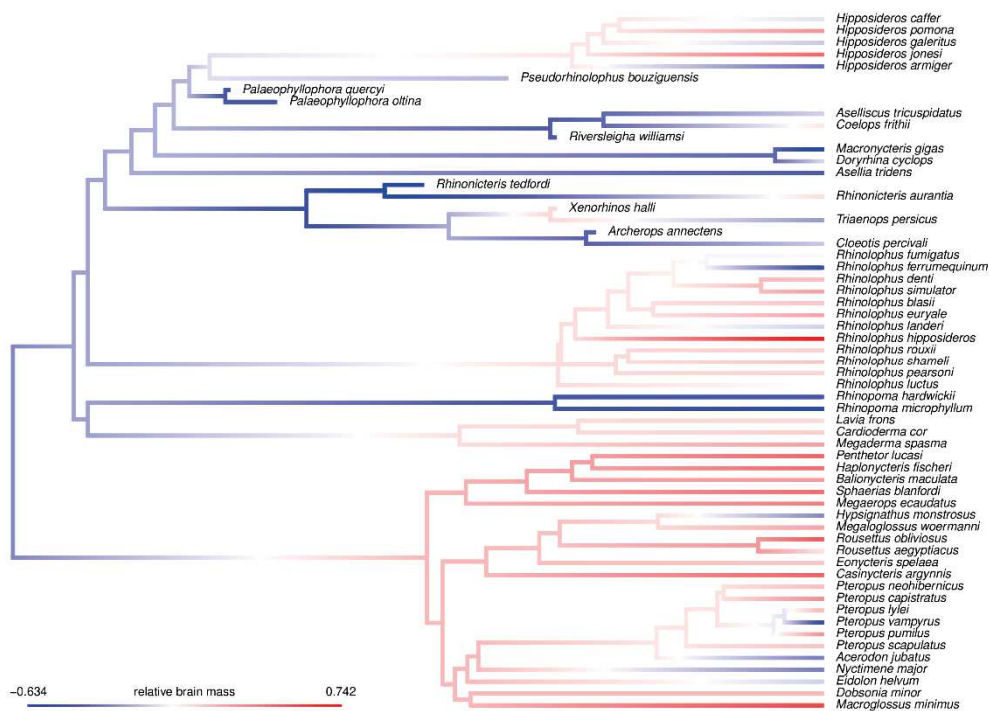 Hipposideros caffer
Hipposideros pomona
Hipposideros galeritus
Hipposideros jonesi
Hipposideros armiger
Pseudorhinolophus bouziguensis
Palaeophyllophora quercyi
Palaeophyllophora oltina
Aselliscus tricuspidatus
Coelops frithii
Riversleigha williamsi
Macronycteris gigas
Doryrhina cyclops
Asellia tridens
Rhinonicteris tedfordi
Rhinonicteris aurantia
Xenorhinos halli
Triaenops persicus
Archerops annectens
Cloeotis percivali
Rhinolophus fumigatus
Rhinolophus ferrumequinum
Rhinolophus denti
Rhinolophus simulator
Rhinolophus blasii
Rhinolophus euryale
Rhinolophus landeri
Rhinolophus hipposideros
Rhinolophus rouxii
Rhinolophus shameli
Rhinolophus pearsoni
Rhinolophus luctus
Rhinopoma hardwickii
Rhinopoma microphyllum
Lavia frons
Cardioderma cor
Megaderma spasma
Penthetor lucasi
Haplonycteris fischeri
Balionycteris maculata
Sphaerias blanfordi
Megaerops ecaudatus
Hypsignathus monstrosus
Megaloglossus woermanni
Rousettus obliviosus
Rousettus aegyptiacus
Eonycteris spelaea
Casinycteris argynnis
Pteropus neohibernicus
Pteropus capistratus
Pteropus lylei
Pteropus vampyrus
Pteropus pumilus
Pteropus scapulatus
Acerodon jubatus
Nyctimene major
Eidolon helvum
Dobsonia minor
Macroglossus minimus
−0.634 relative brain mass 0.742